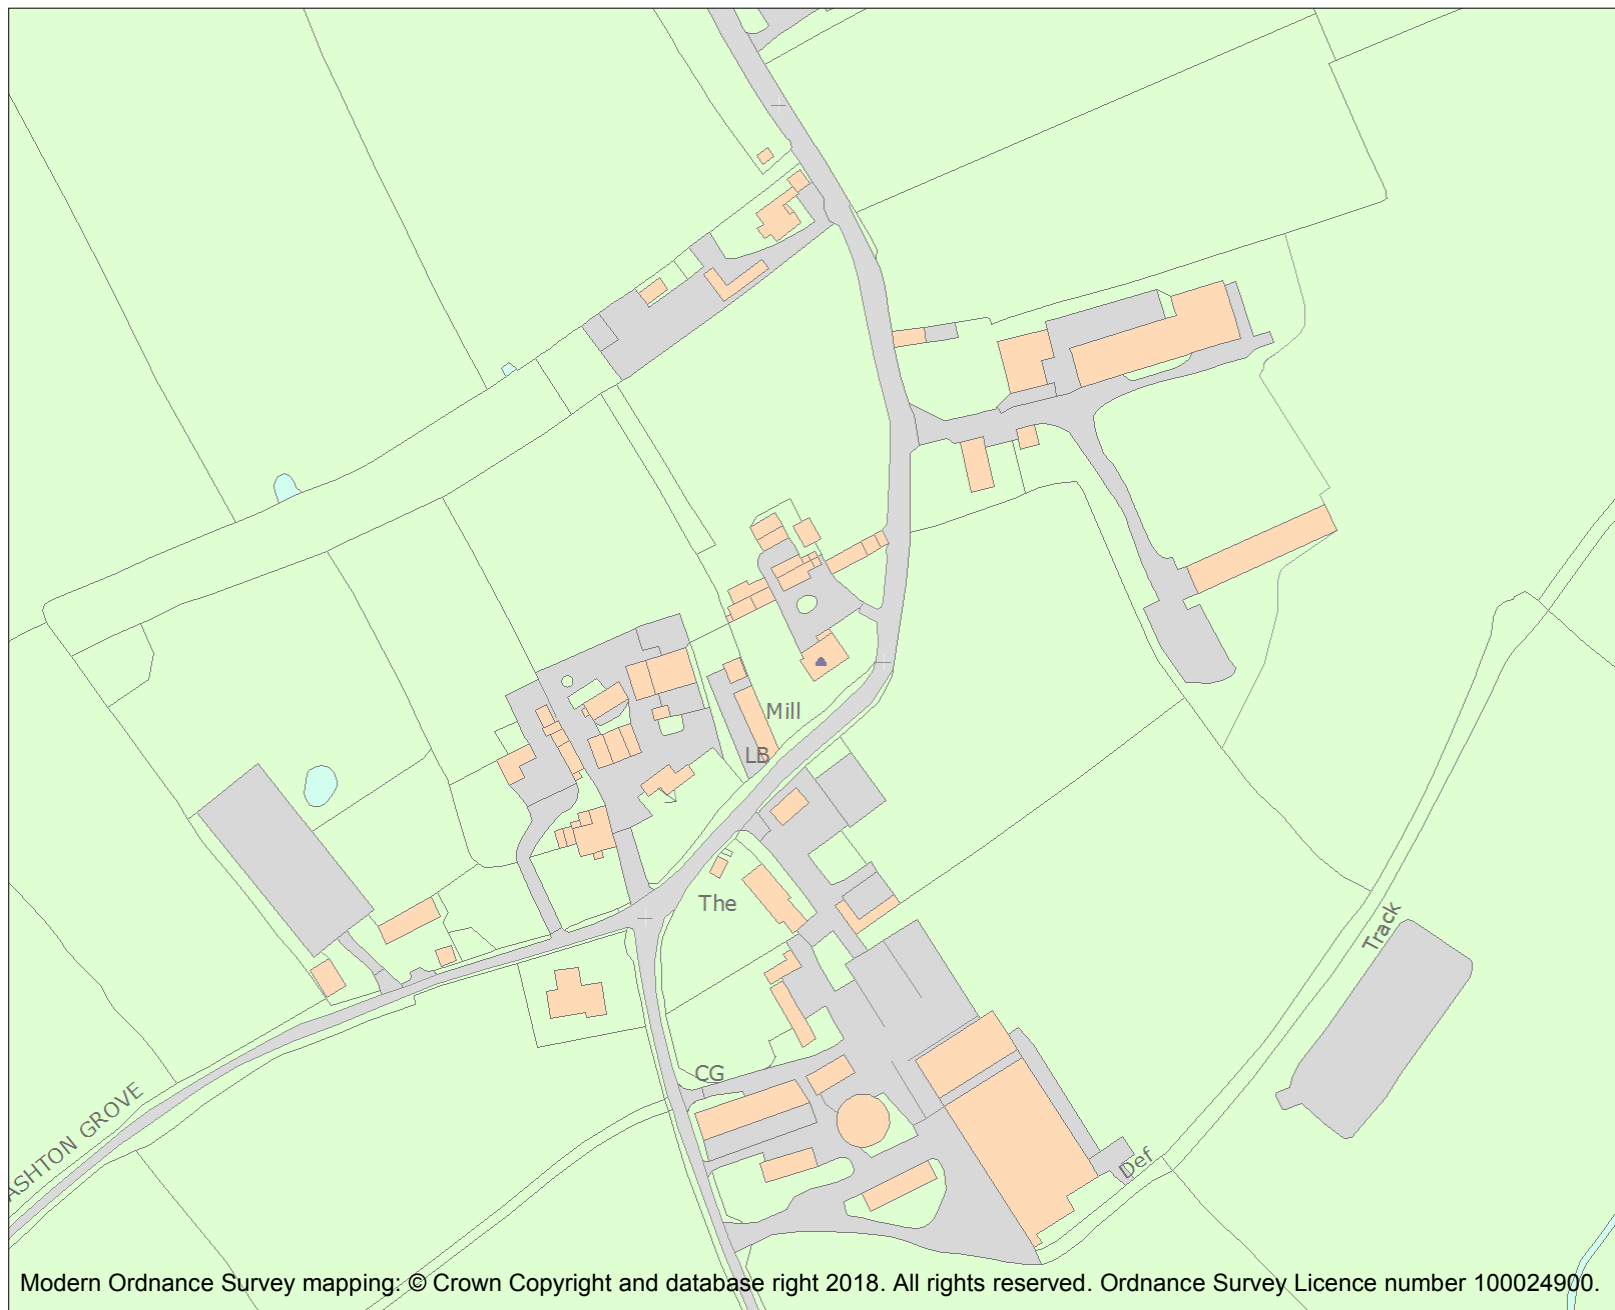 Mill
LB
The
Track
CG
ASHTON GROVE
Def
Modern Ordnance Survey mapping: © Crown Copyright and database right 2018. All rights reserved. Ordnance Survey Licence number 100024900.